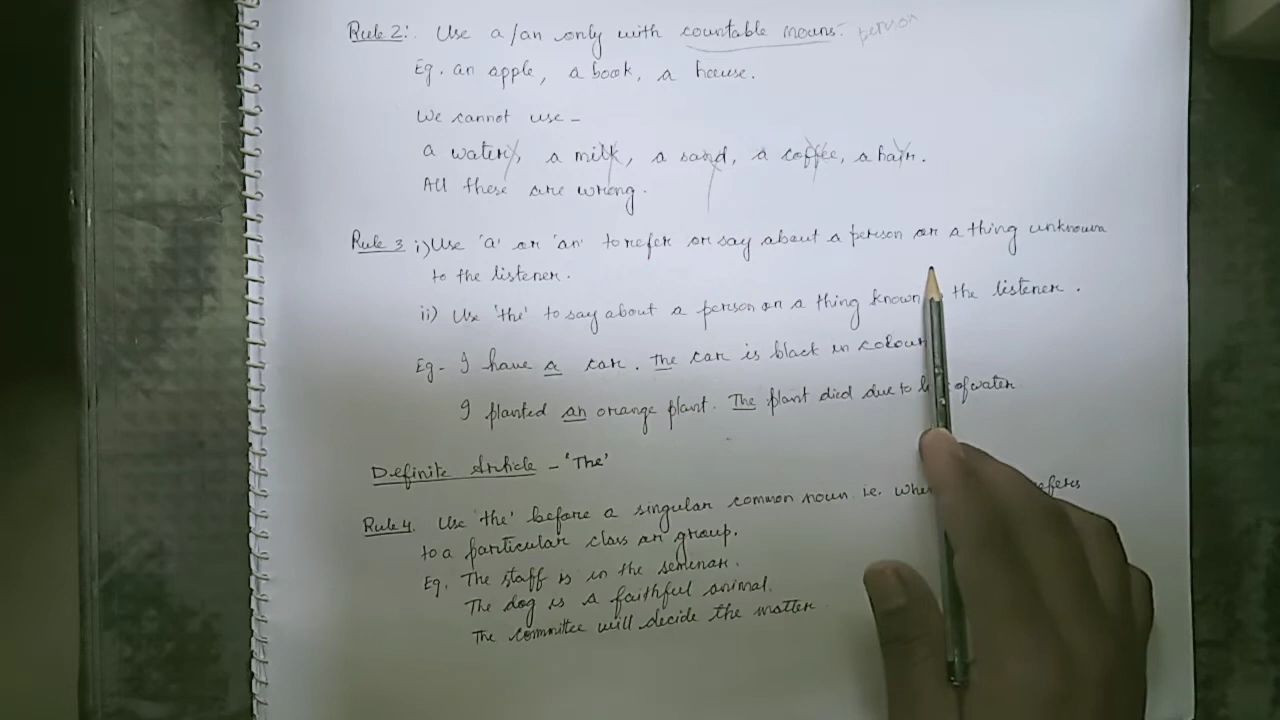 Rule 2:. Use a/an only with countable nouns:- person
Eg. an apple, a book, a house.
We cannot use -
a water, a milk, a sand, a coffee, a hair.
All these are wrong.
Rule 3 i) Use 'a' or 'an' to refer or say about a person or a thing unknown
to the listener.
ii) Use 'the' to say about a person or a thing known the listener.
Eg - I have a car. The car is black in colour
I planted an orange plant. The plant died due to of water
Definite Article - 'The'
Rule 4. Use 'the' before a singular common noun ie. refers
to a particular class or group.
Eg. The staff is in the seminar.
The dog is a faithful animal.
The committee will decide the matter